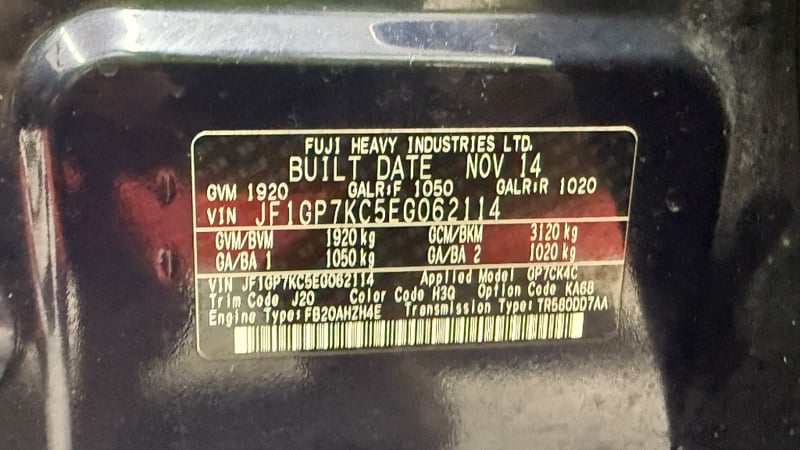 FUJI HEAVY INDUSTRIES LTD.
BUILT DATE NOV 14
GVM 1920 GALR:F 1050 GALR:R 1020
VIN JF1GP7KC5EG062114
GVM/BVM 1920 kg GCM/BKM 3120 kg
GA/BA 1 1050 kg GA/BA 2 1020 kg
VIN JF1GP7KC5EG062114 Applied Model GP7CK4C
Trim Code J20 Color Code H3Q Option Code KA6B
Engine Type:FB20AHZH4E Transmission Type:TR580DD7AA